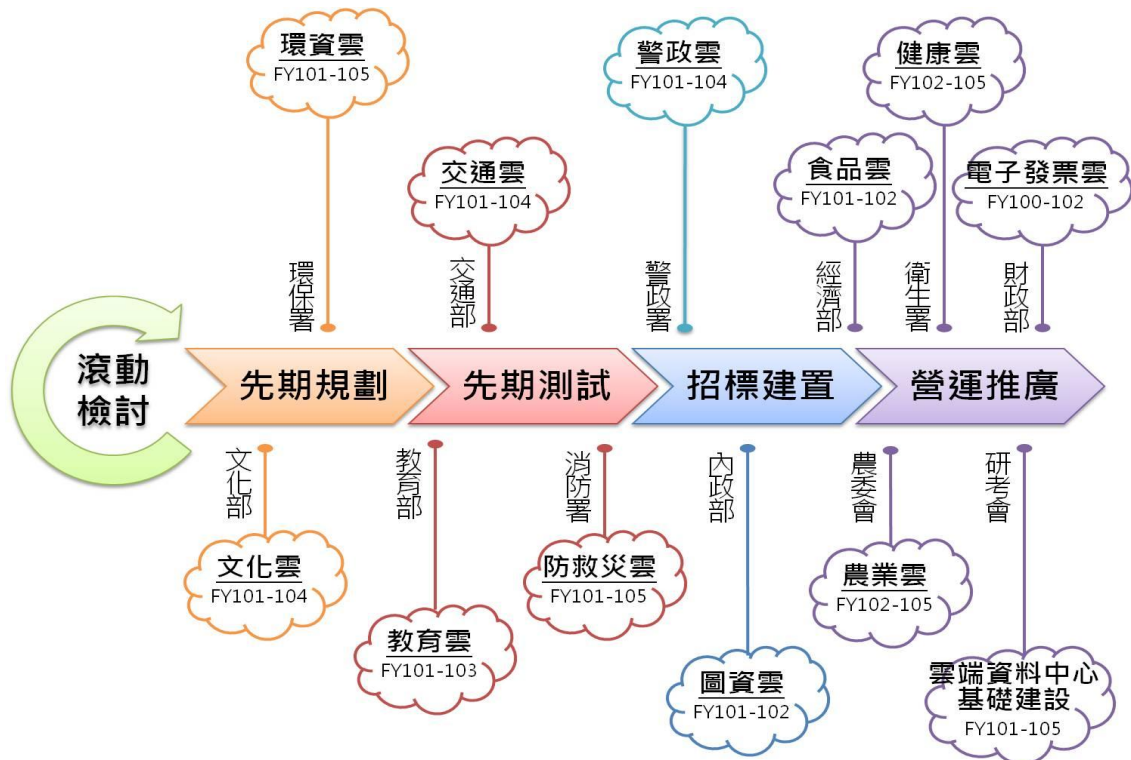 環資雲
FY101-105
警政雲
FY101-104
健康雲
FY102-105
交通雲
FY101-104
食品雲
FY101-102
電子發票雲
FY100-102
環保署
交通部
警政署
經濟部
衛生署
財政部
滾動
檢討
先期規劃
先期測試
招標建置
營運推廣
文化部
教育部
消防署
內政部
農委會
研考會
文化雲
FY101-104
防救災雲
FY101-105
農業雲
FY102-105
教育雲
FY101-103
圖資雲
FY101-102
雲端資料中心
基礎建設
FY101-105